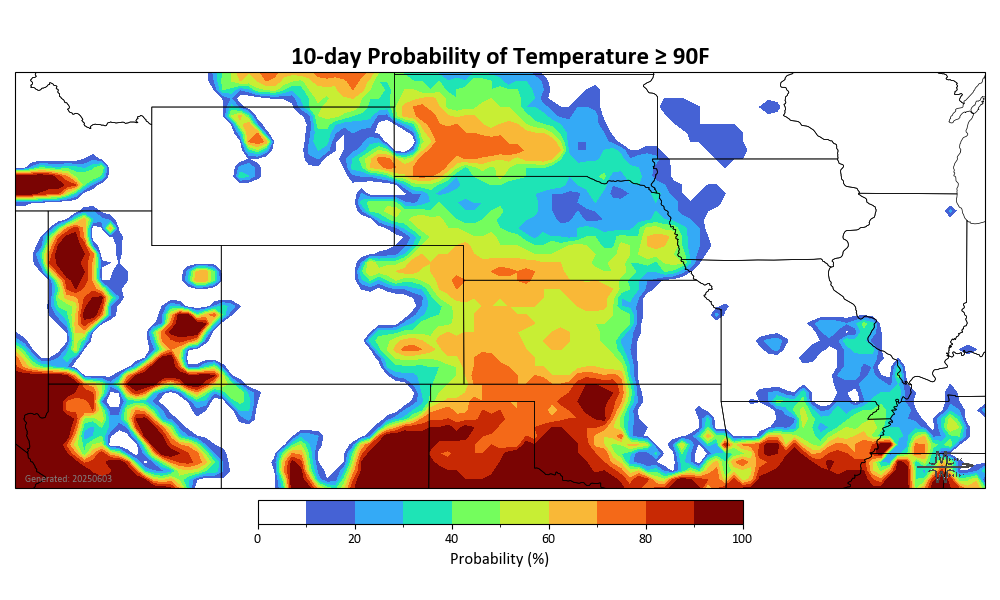 10-day Probability of Temperature ≥ 90F
Generated: 20250603
0 20 40 60 80 100
Probability (%)